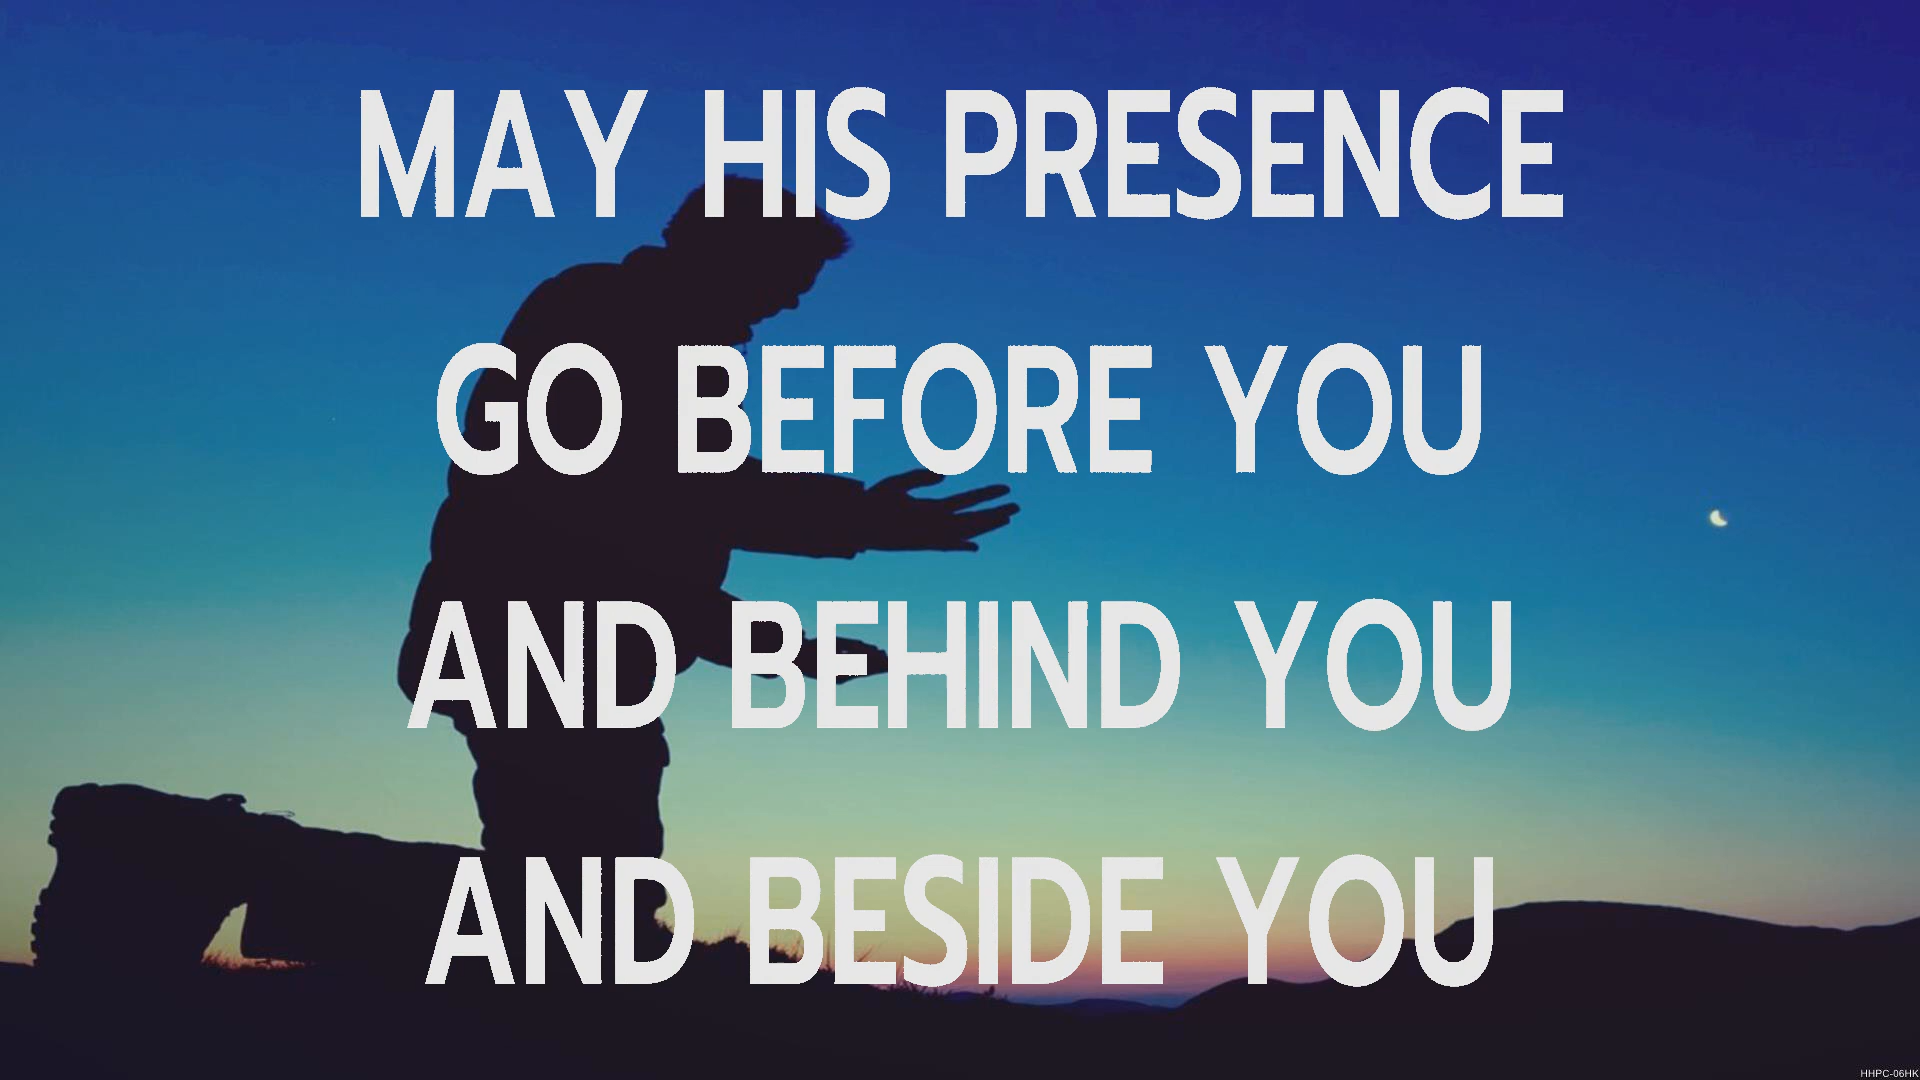 MAY HIS PRESENCE
GO BEFORE YOU
AND BEHIND YOU
AND BESIDE YOU
HHPC-06HK